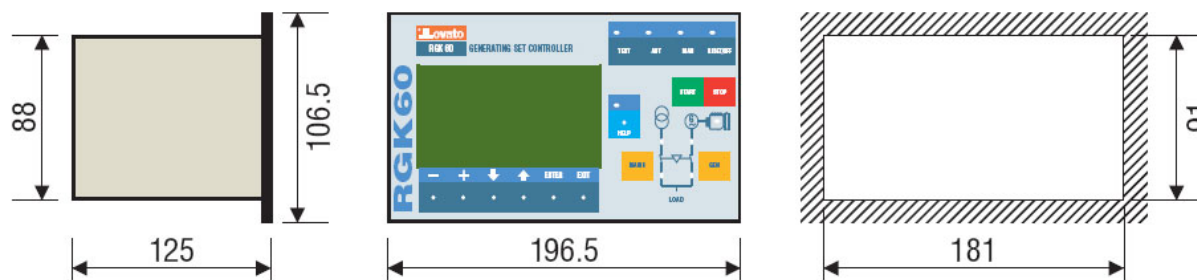 88
106.5
125
Lovato
RGK 60 GENERATING SET CONTROLLER
RGK60
TEXT AUT MAN RESET/OFF
START STOP
HELP
MAINS GEN
LOAD
− + ENTER EXIT
196.5
181